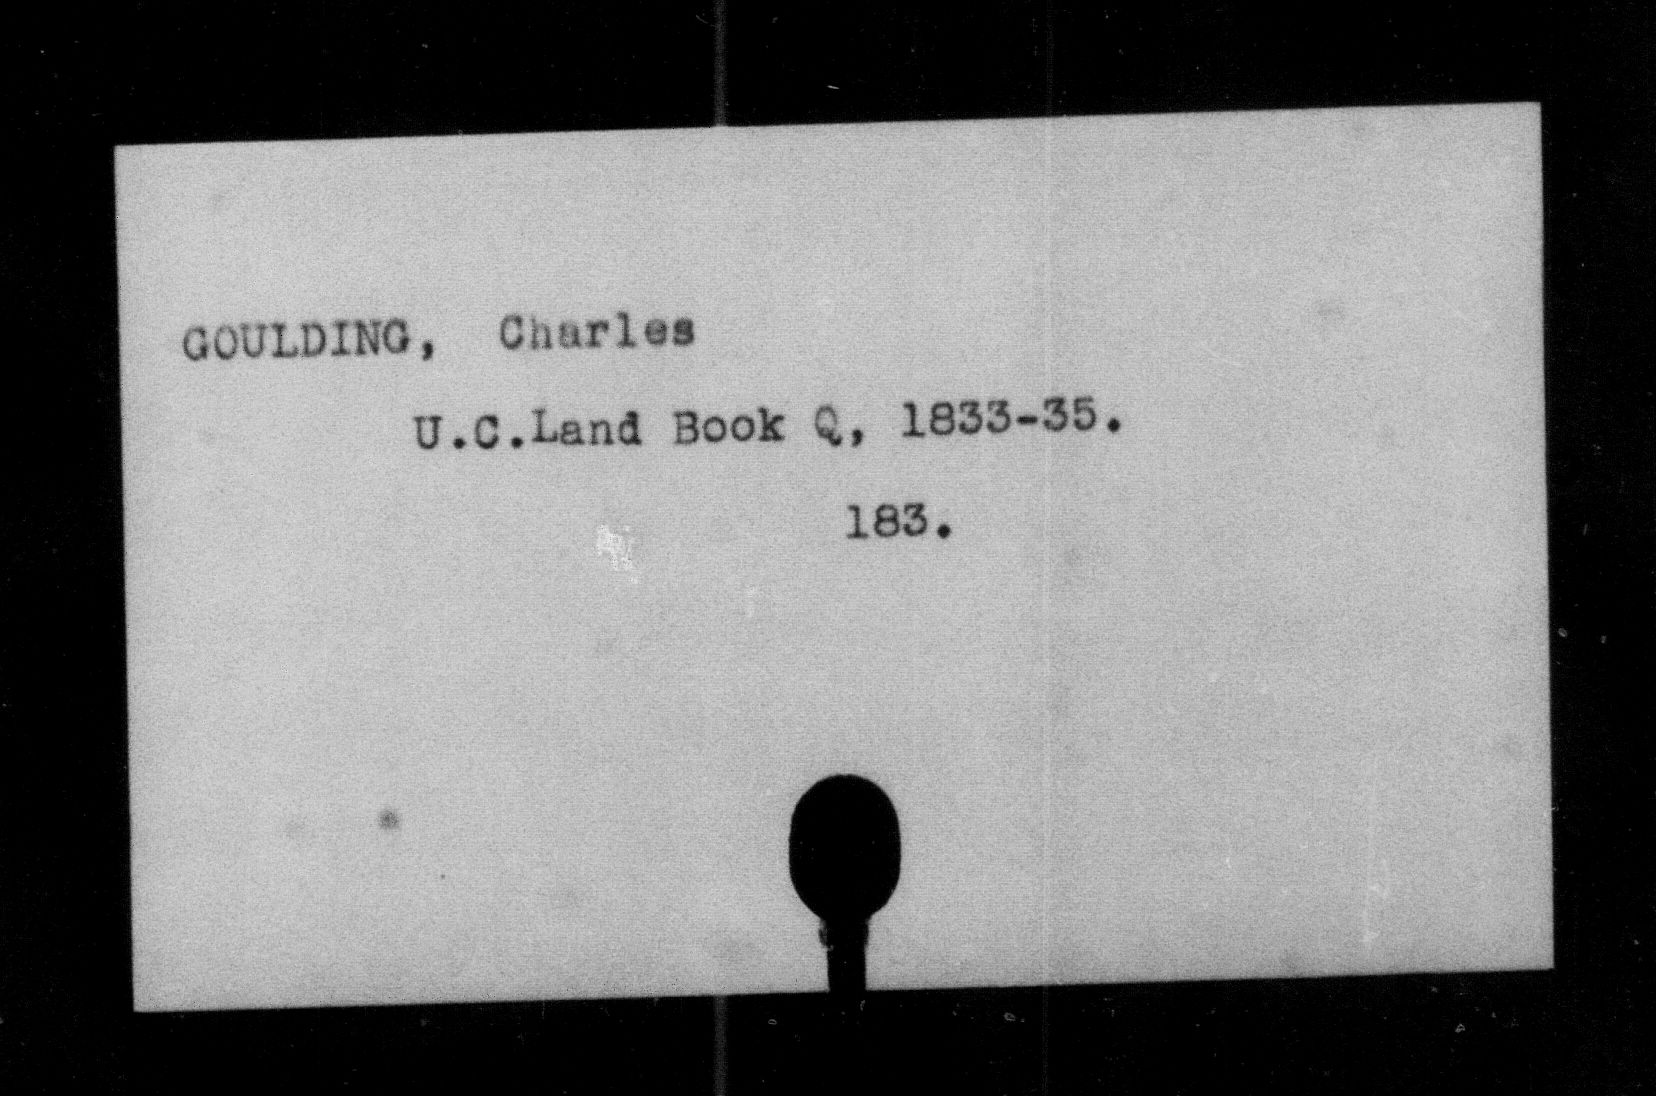 GOULDING, Charles
U.C.Land Book Q, 1833-35.
183.